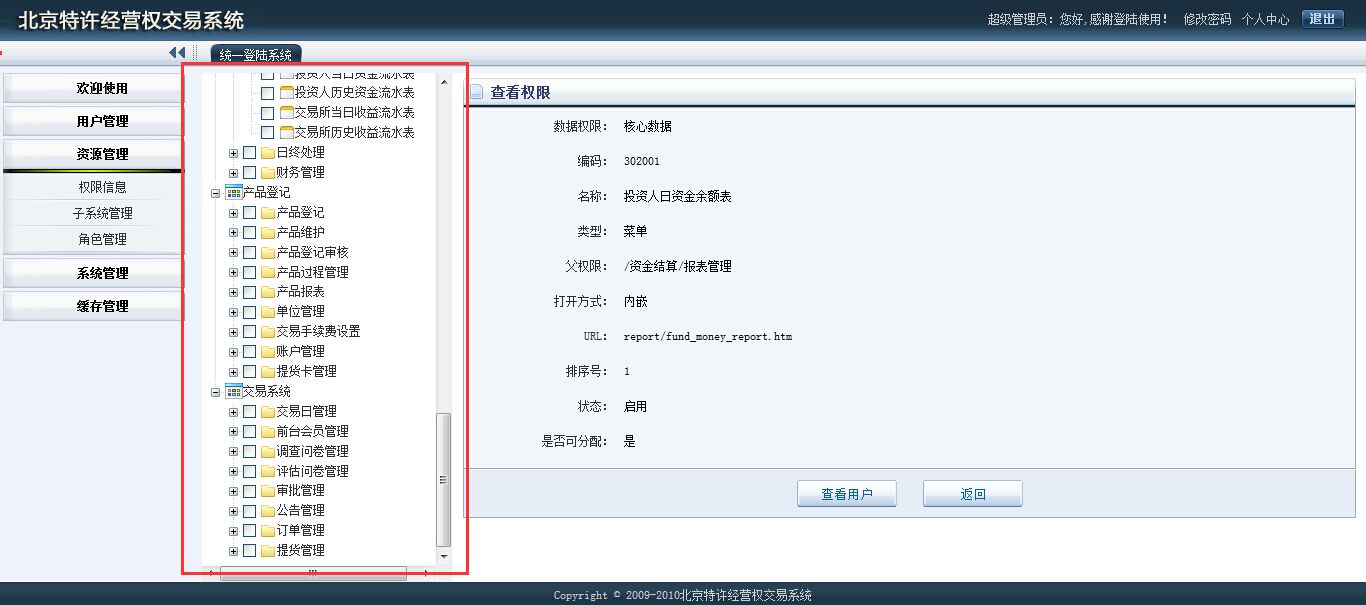 北京特许经营权交易系统
超级管理员: 您好,感谢登陆使用! 修改密码 个人中心 退出
统一登陆系统
欢迎使用
用户管理
资源管理
权限信息
子系统管理
角色管理
系统管理
缓存管理
投资人当日资金流水表
投资人历史资金流水表
交易所当日收益流水表
交易所历史收益流水表
日终处理
财务管理
产品登记
产品登记
产品维护
产品登记审核
产品过程管理
产品报表
单位管理
交易手续费设置
账户管理
提货卡管理
交易系统
交易日管理
前台会员管理
调查问卷管理
评估问卷管理
审批管理
公告管理
订单管理
提货管理
查看权限
数据权限: 核心数据
编码: 302001
名称: 投资人日资金余额表
类型: 菜单
父权限: /资金结算/报表管理
打开方式: 内嵌
URL: report/fund_money_report.htm
排序号: 1
状态: 启用
是否可分配: 是
查看用户 返回
Copyright © 2009-2010北京特许经营权交易系统